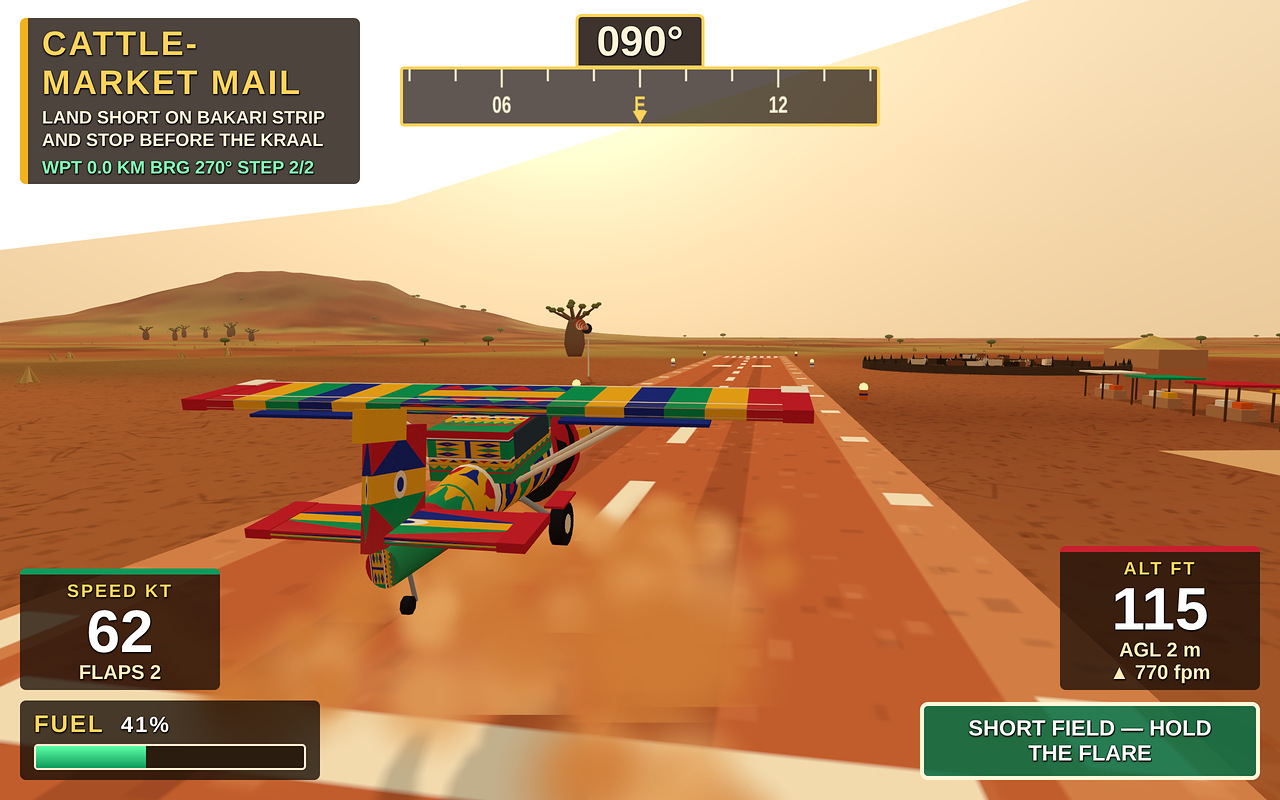 CATTLE-
MARKET MAIL
LAND SHORT ON BAKARI STRIP
AND STOP BEFORE THE KRAAL
WPT 0.0 KM BRG 270° STEP 2/2
090°
06 E 12
SPEED KT
62
FLAPS 2
FUEL 41%
ALT FT
115
AGL 2 m
▲ 770 fpm
SHORT FIELD — HOLD
THE FLARE